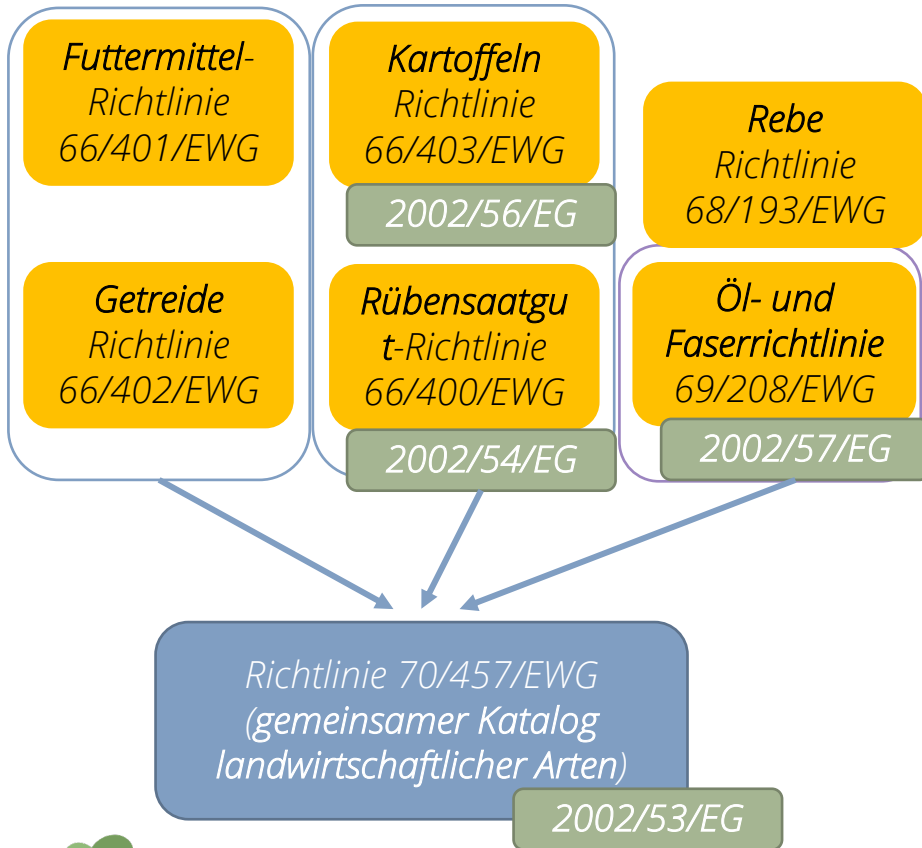 Futtermittel-
Richtlinie
66/401/EWG
Getreide
Richtlinie
66/402/EWG
Kartoffeln
Richtlinie
66/403/EWG
2002/56/EG
Rübensaatgu
t-Richtlinie
66/400/EWG
2002/54/EG
Rebe
Richtlinie
68/193/EWG
Öl- und
Faserrichtlinie
69/208/EWG
2002/57/EG
Richtlinie 70/457/EWG
(gemeinsamer Katalog
landwirtschaftlicher Arten)
2002/53/EG